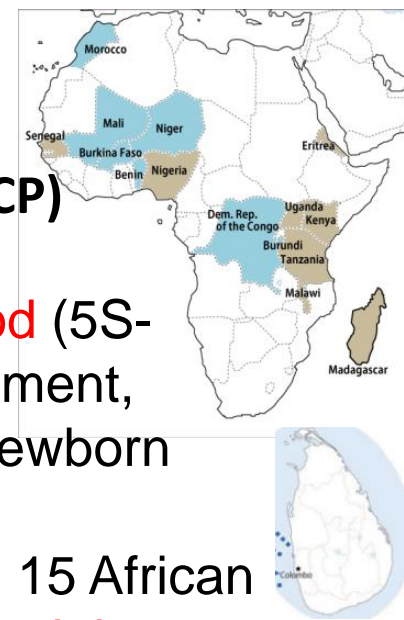 Morocco
Mali
Niger
Senegal
Eritrea
Burkina Faso
Benin
Nigeria
CP)
Dem. Rep.
of the Congo
Uganda
Kenya
Burundi
Tanzania
od (5S-
Malawi
ment,
Madagascar
ewborn
15 African
Colombo